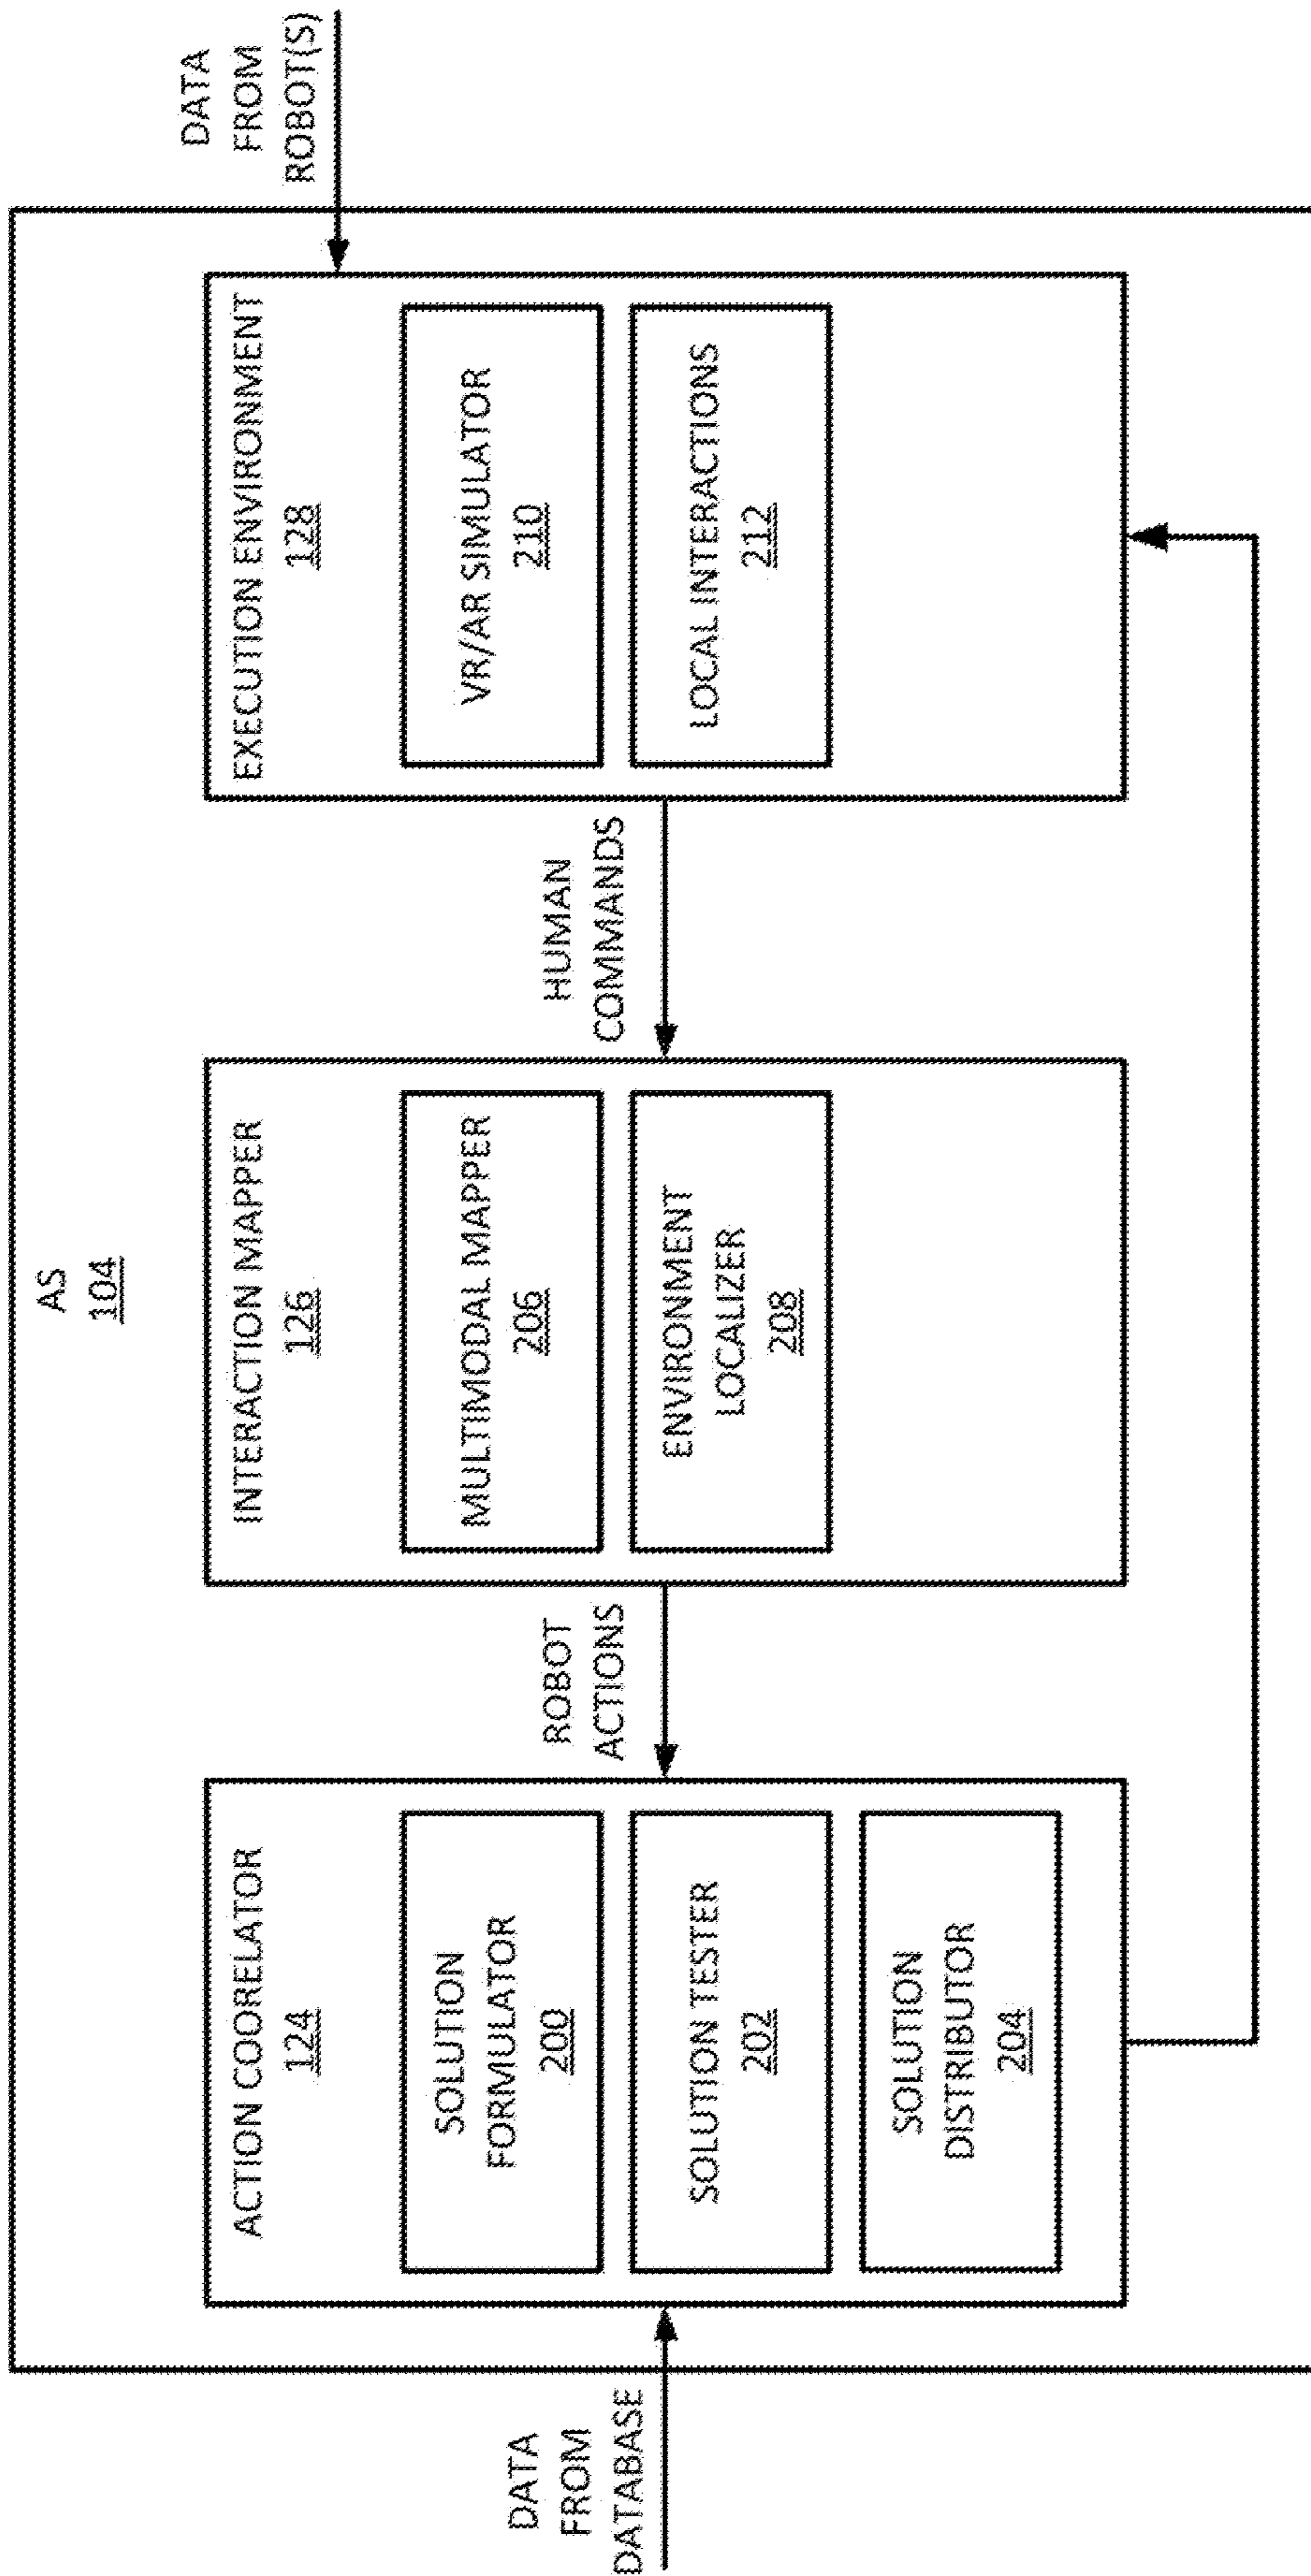 AS
104
DATA
FROM
DATABASE
ACTION COORELATOR
124
SOLUTION
FORMULATOR
200
SOLUTION TESTER
202
SOLUTION
DISTRIBUTOR
204
ROBOT
ACTIONS
INTERACTION MAPPER
126
MULTIMODAL MAPPER
206
ENVIRONMENT
LOCALIZER
208
HUMAN
COMMANDS
EXECUTION ENVIRONMENT
128
VR/AR SIMULATOR
210
LOCAL INTERACTIONS
212
DATA
FROM
ROBOT(S)